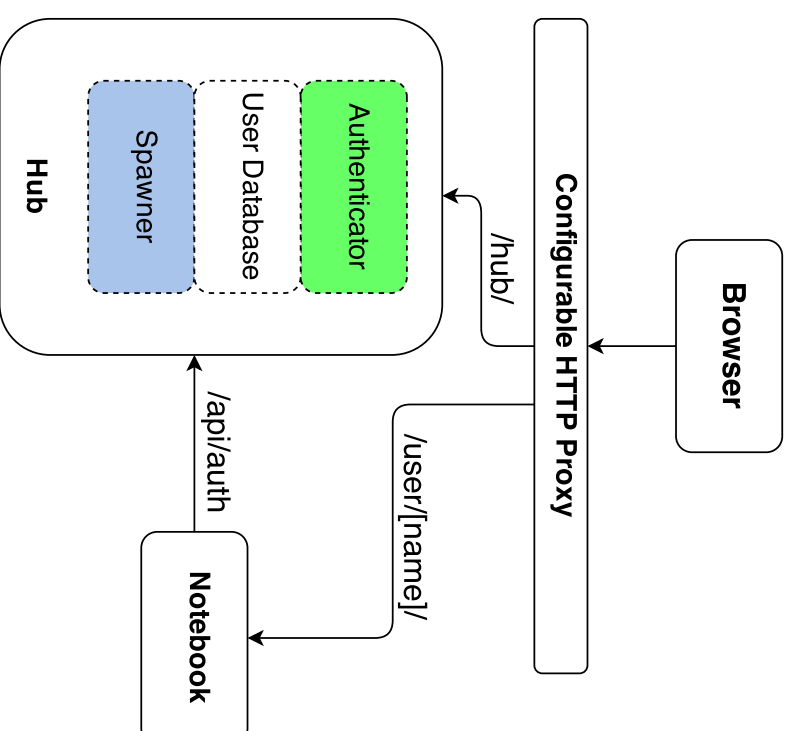 Browser
Configurable HTTP Proxy
/hub/
/user/[name]/
Authenticator
User Database
Spawner
Hub
/api/auth
Notebook